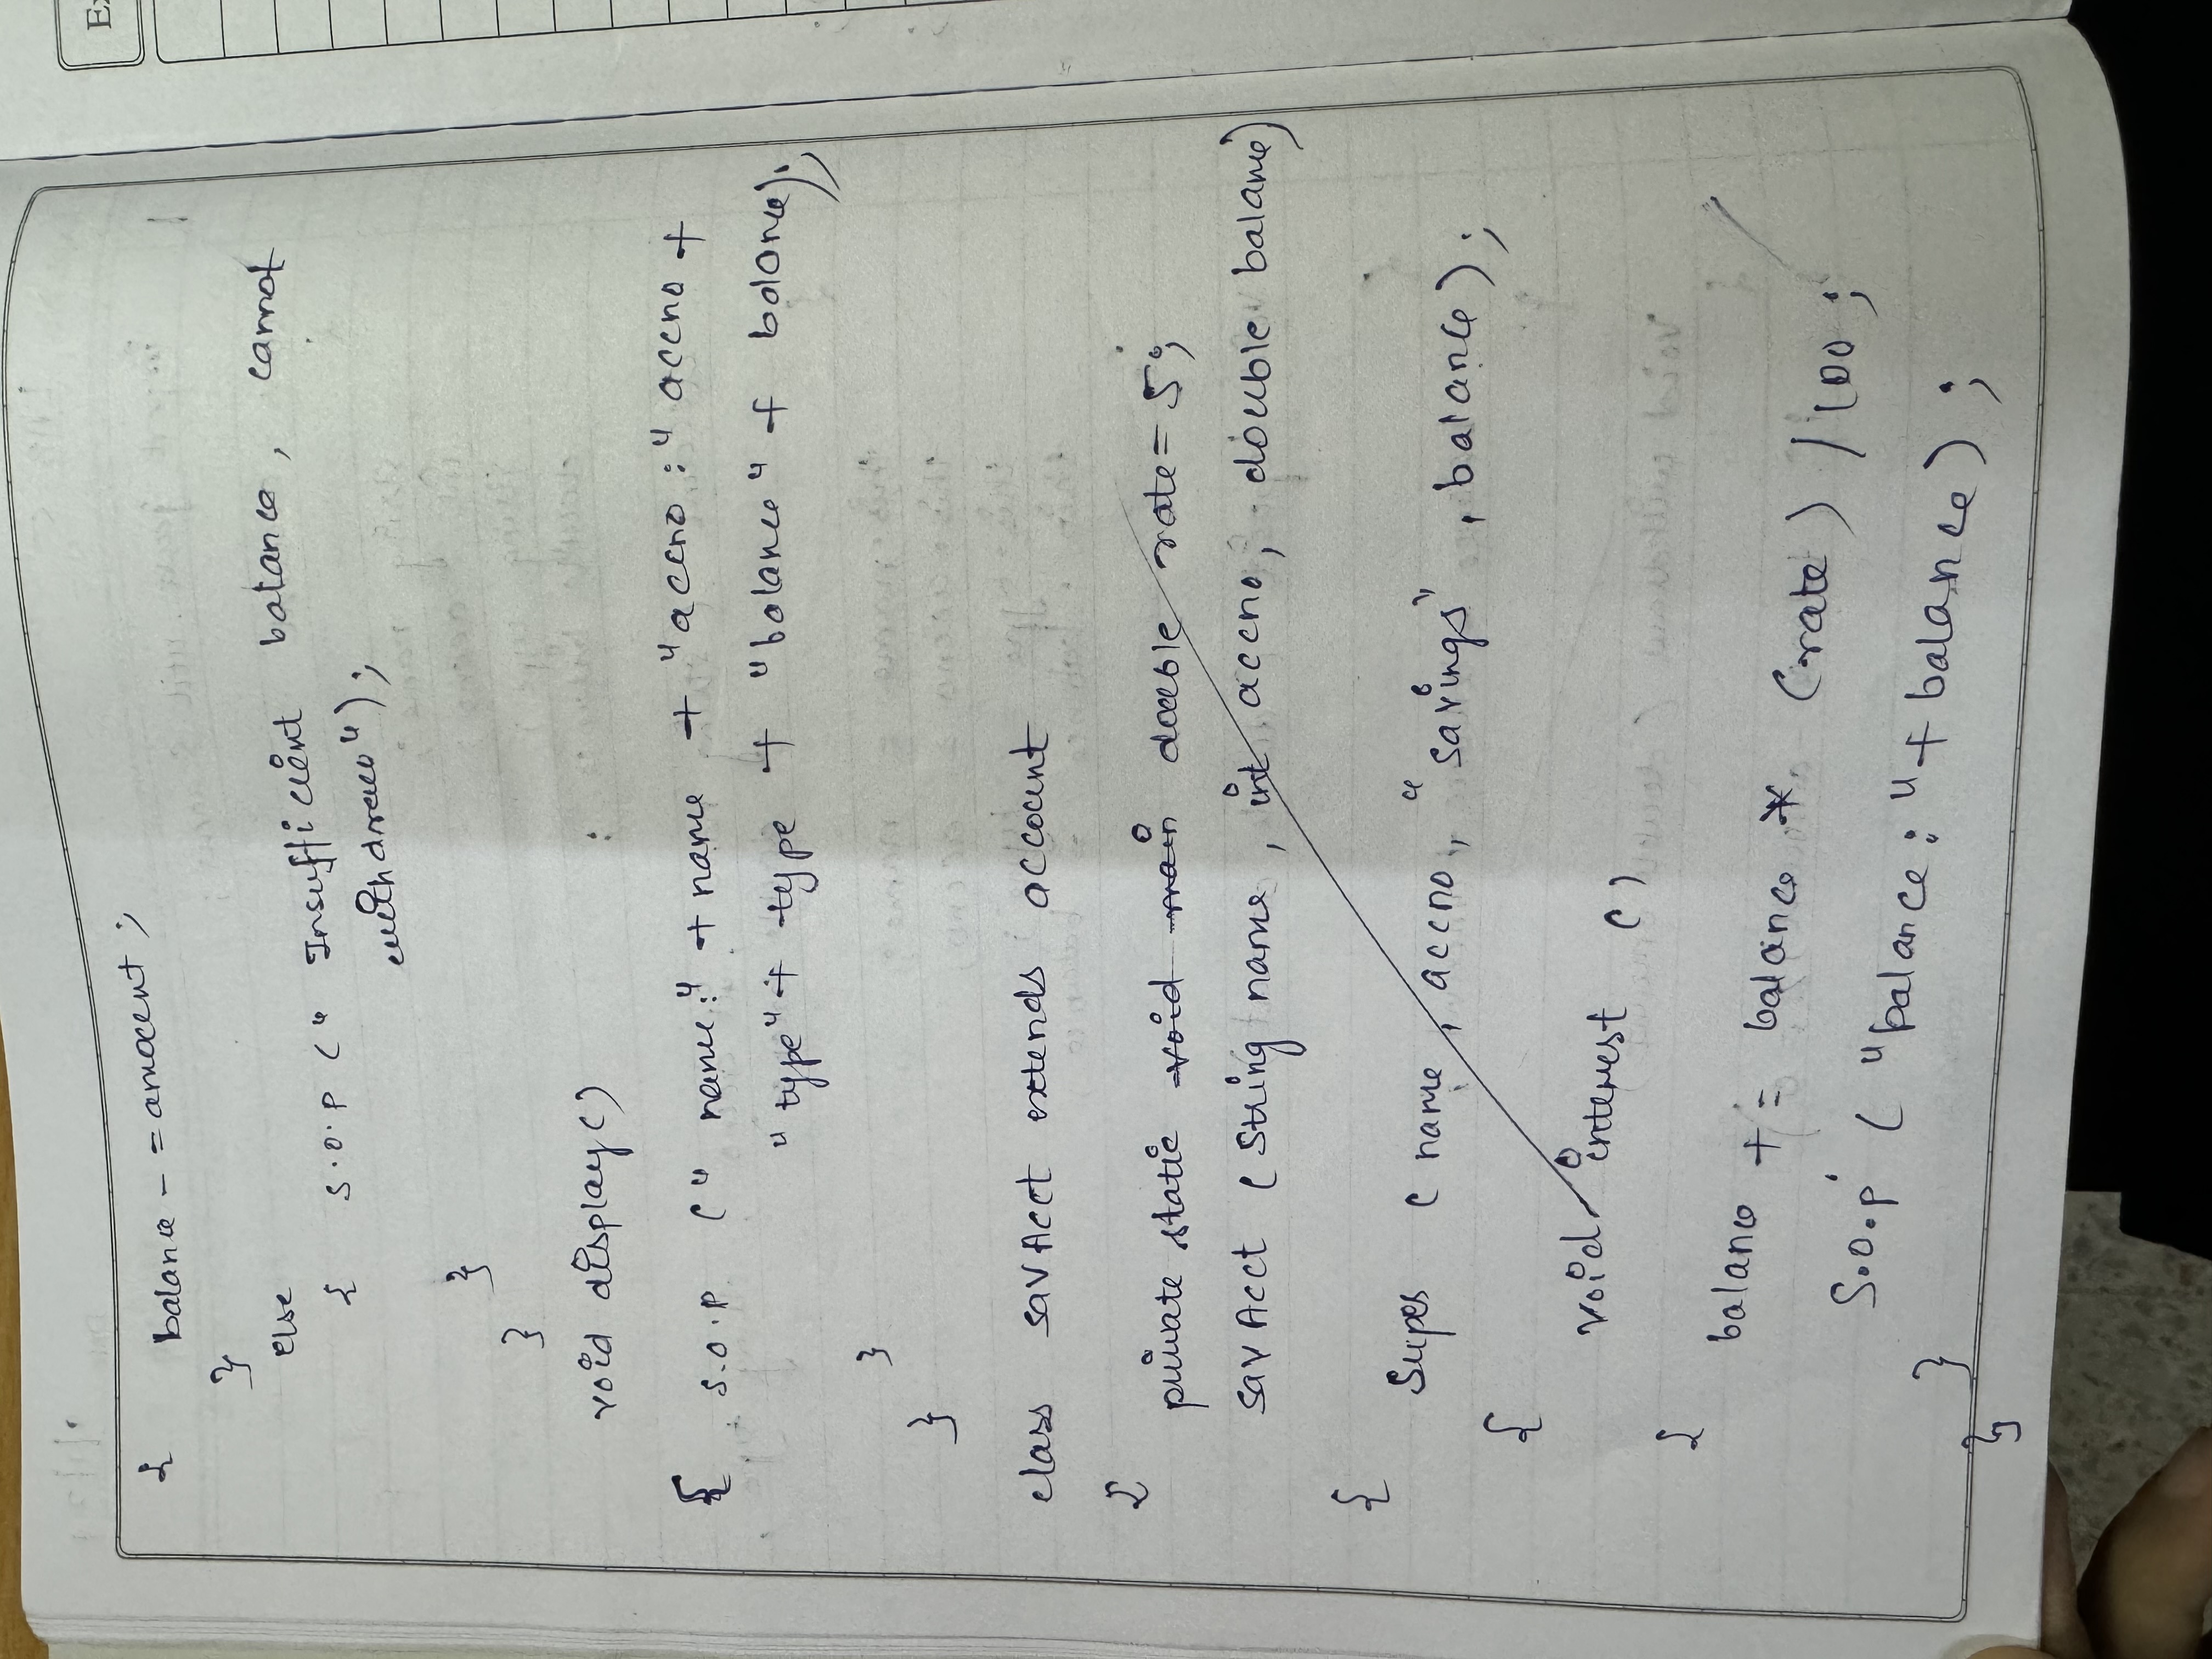 { balance - = amount ;
}
else
{ S.O.P (" Insufficient balance , cannot
withdraw");
}
}
void display()
{ S.O.P (" name:" + name + "accno :" accno +
"type" + type + "balance" + balance);
}
}
class savAcct extends account
{
private static void main double rate = 5;
savAcct (String name , int accno, double balance)
{
Super ( name , accno , "savings" , balance ) ;
{
void interest ()
{
balance + = balance * (rate) / 100 ;
S.O.P ( "balance : " + balance ) ;
}
}
Ex